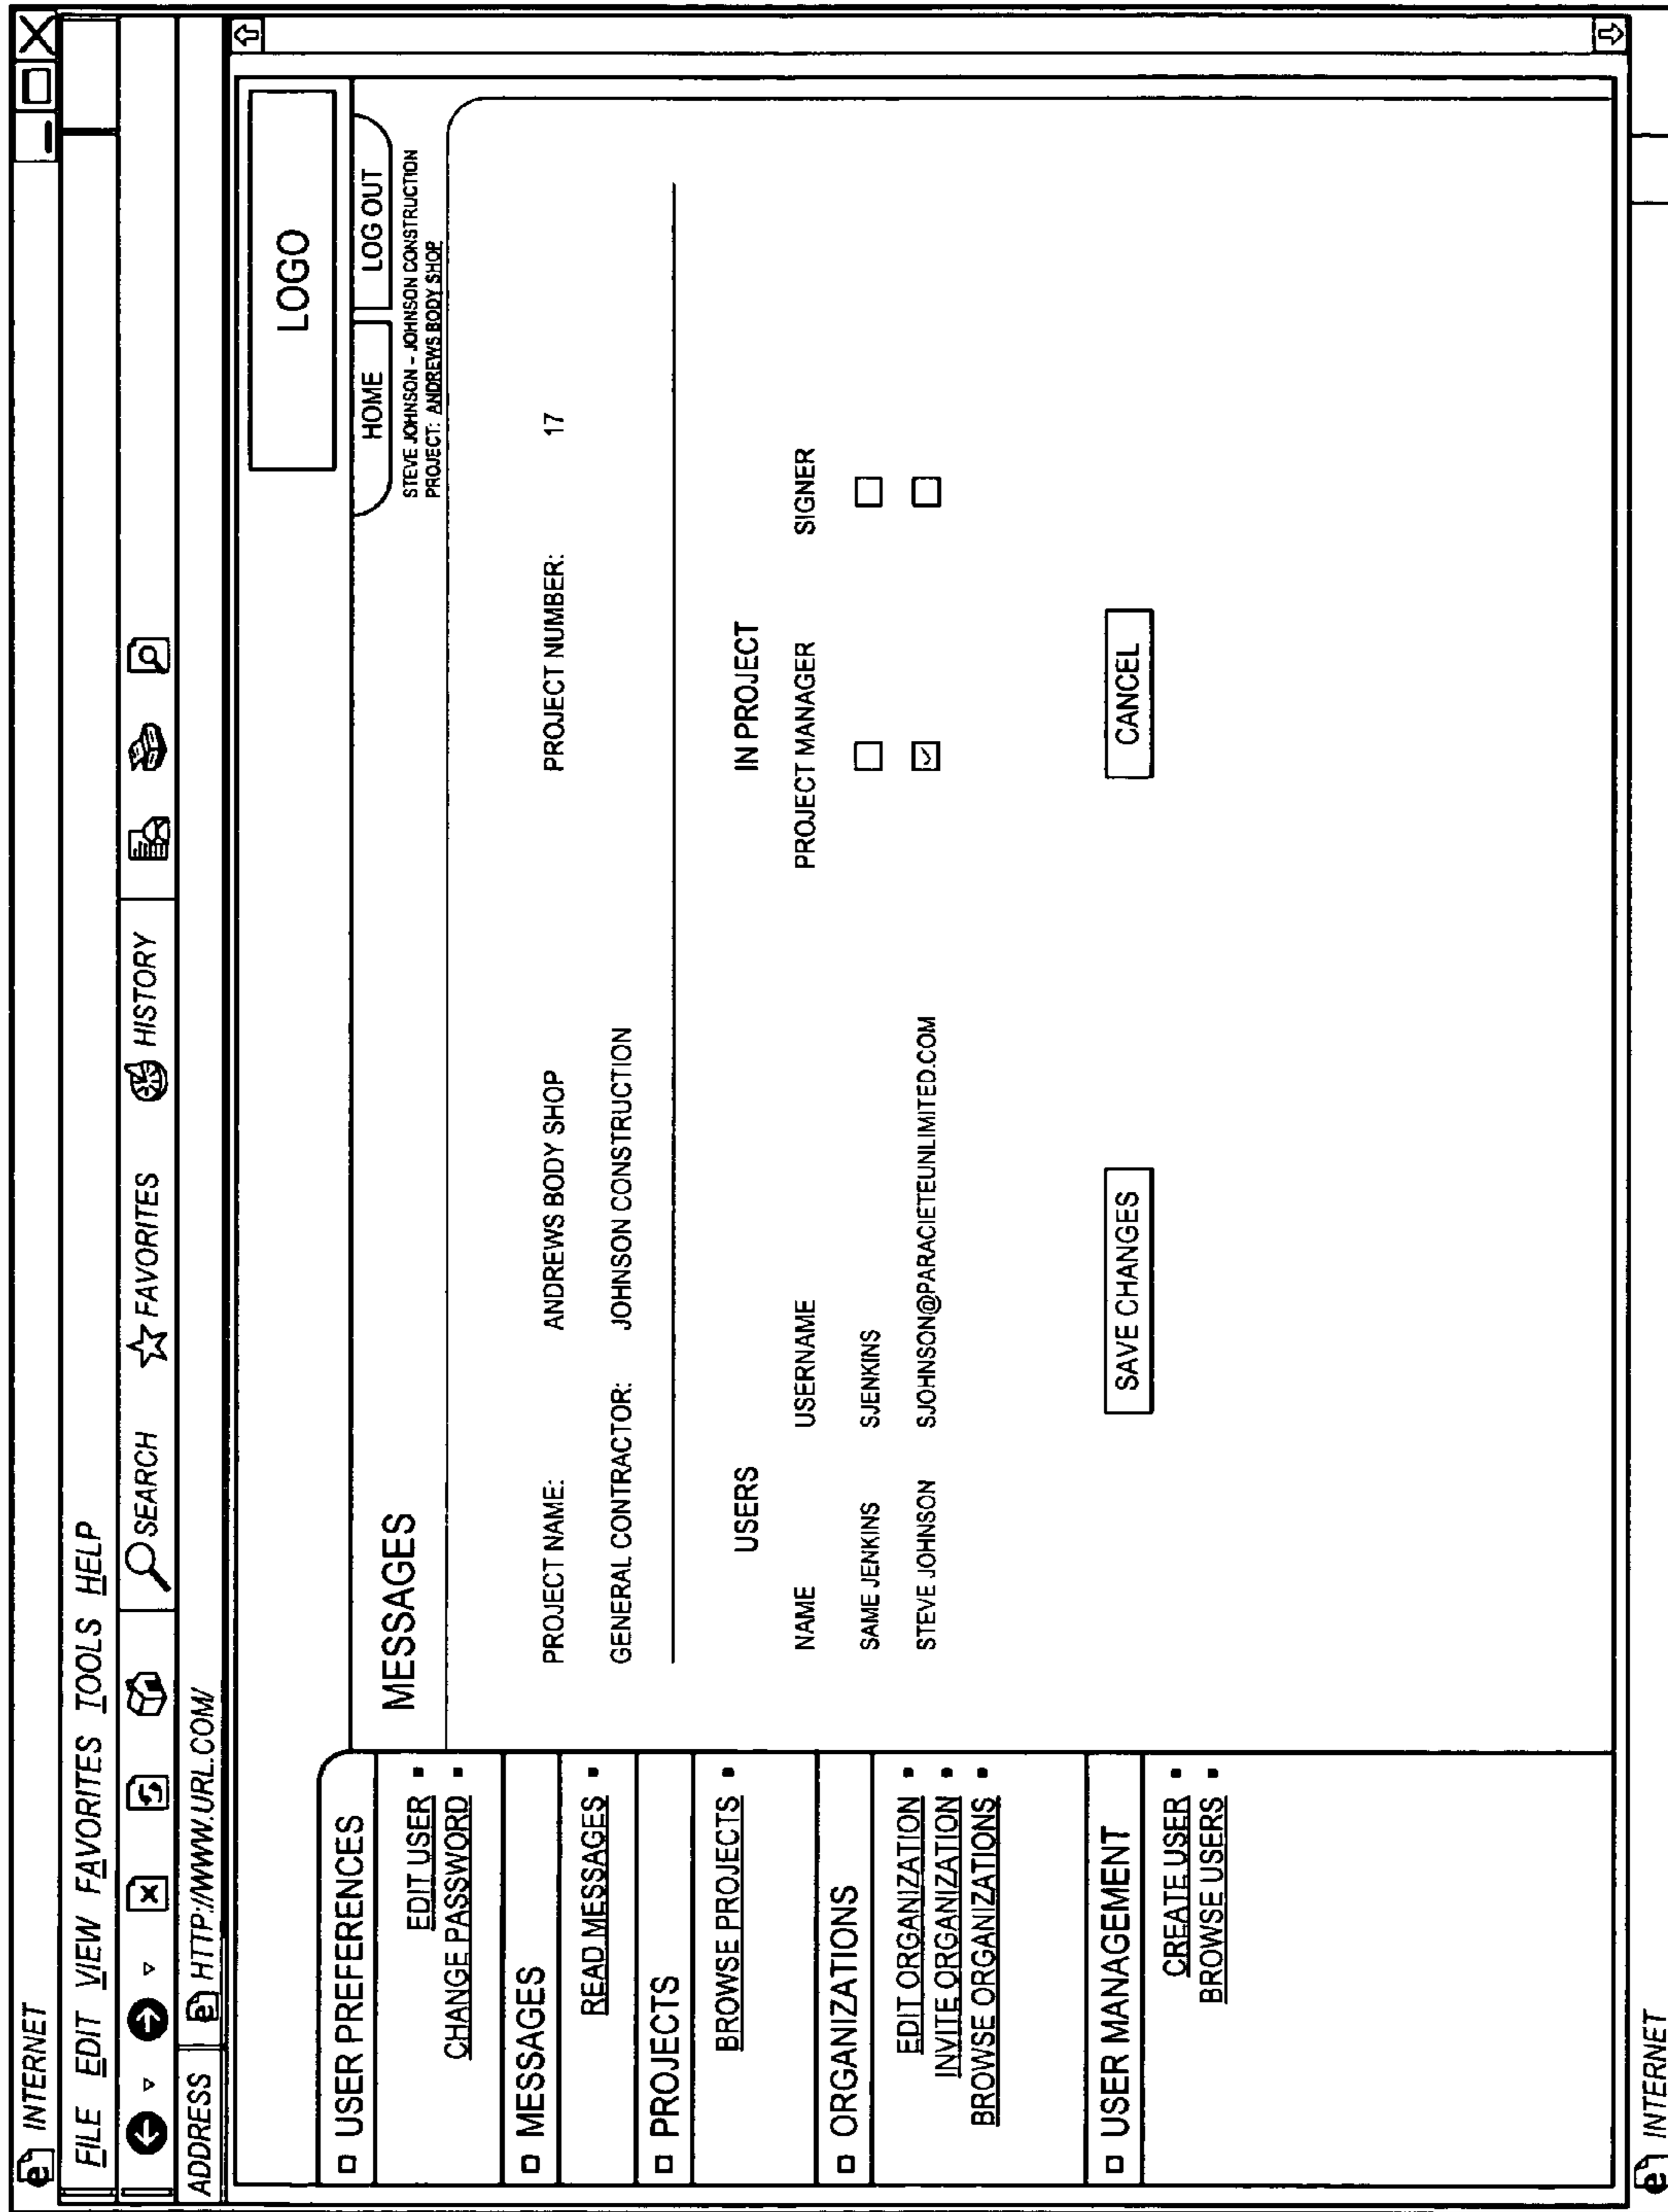 INTERNET
FILE EDIT VIEW FAVORITES TOOLS HELP
SEARCH FAVORITES HISTORY
ADDRESS HTTP://WWW.URL.COM/
LOGO
USER PREFERENCES
EDIT USER
CHANGE PASSWORD
MESSAGES
READ MESSAGES
PROJECTS
BROWSE PROJECTS
ORGANIZATIONS
EDIT ORGANIZATION
INVITE ORGANIZATION
BROWSE ORGANIZATIONS
USER MANAGEMENT
CREATE USER
BROWSE USERS
HOME LOG OUT
MESSAGES
STEVE JOHNSON - JOHNSON CONSTRUCTION
PROJECT: ANDREWS BODY SHOP
PROJECT NAME: ANDREWS BODY SHOP PROJECT NUMBER: 17
GENERAL CONTRACTOR: JOHNSON CONSTRUCTION
USERS IN PROJECT
NAME USERNAME PROJECT MANAGER SIGNER
SAME JENKINS SJENKINS
STEVE JOHNSON SJOHNSON@PARACIETEUNLIMITED.COM
SAVE CHANGES CANCEL
INTERNET